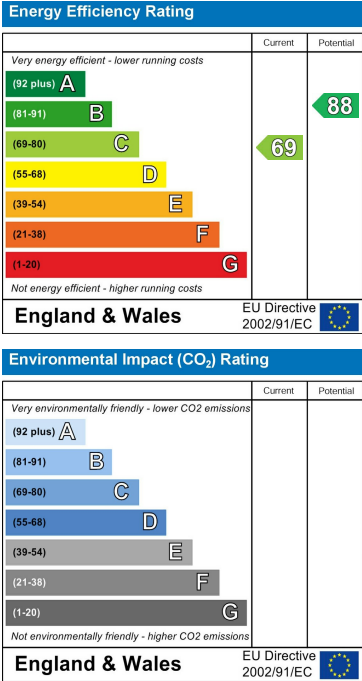 Energy Efficiency Rating
Current Potential
Very energy efficient - lower running costs
(92 plus) A
(81-91) B
88
(69-80) C
69
(55-68) D
(39-54) E
(21-38) F
(1-20) G
Not energy efficient - higher running costs
England & Wales
EU Directive
2002/91/EC
Environmental Impact (CO₂) Rating
Current Potential
Very environmentally friendly - lower CO2 emissions
(92 plus) A
(81-91) B
(69-80) C
(55-68) D
(39-54) E
(21-38) F
(1-20) G
Not environmentally friendly - higher CO2 emissions
England & Wales
EU Directive
2002/91/EC